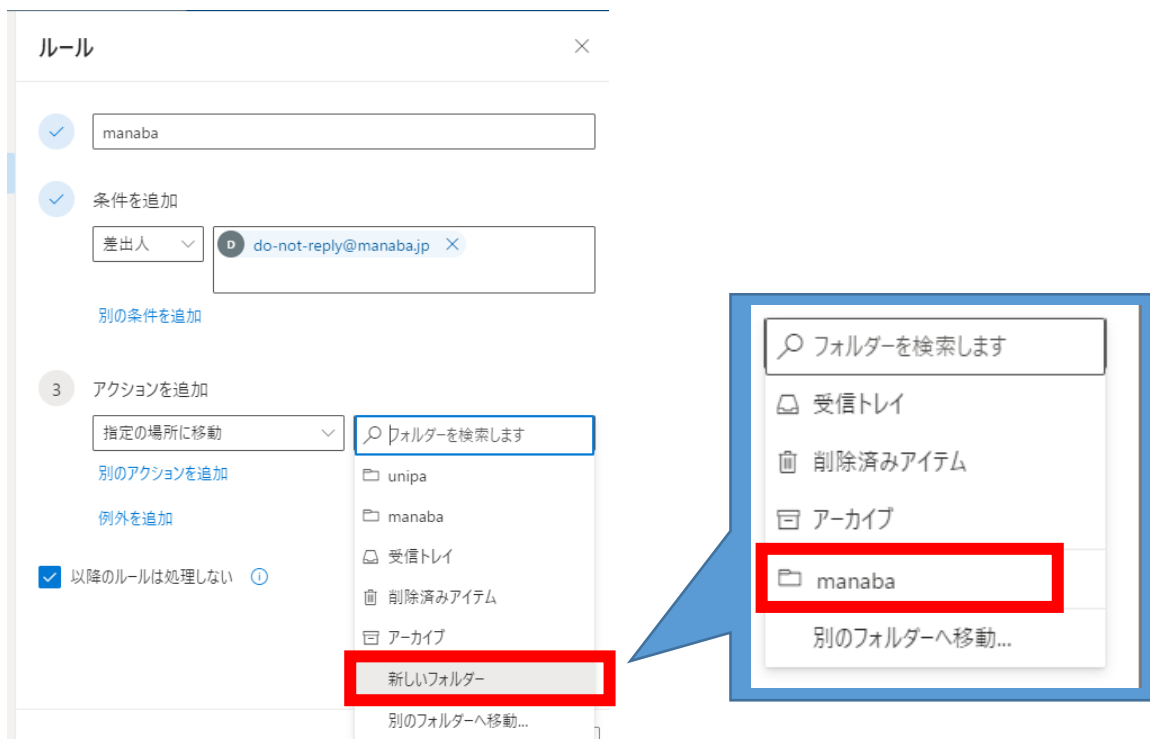 ルール
manaba
条件を追加
差出人
D do-not-reply@manaba.jp
別の条件を追加
3 アクションを追加
指定の場所に移動
フォルダーを検索します
unipa
別のアクションを追加
manaba
例外を追加
受信トレイ
以降のルールは処理しない
削除済みアイテム
アーカイブ
新しいフォルダー
別のフォルダーへ移動...
フォルダーを検索します
受信トレイ
削除済みアイテム
アーカイブ
manaba
別のフォルダーへ移動...